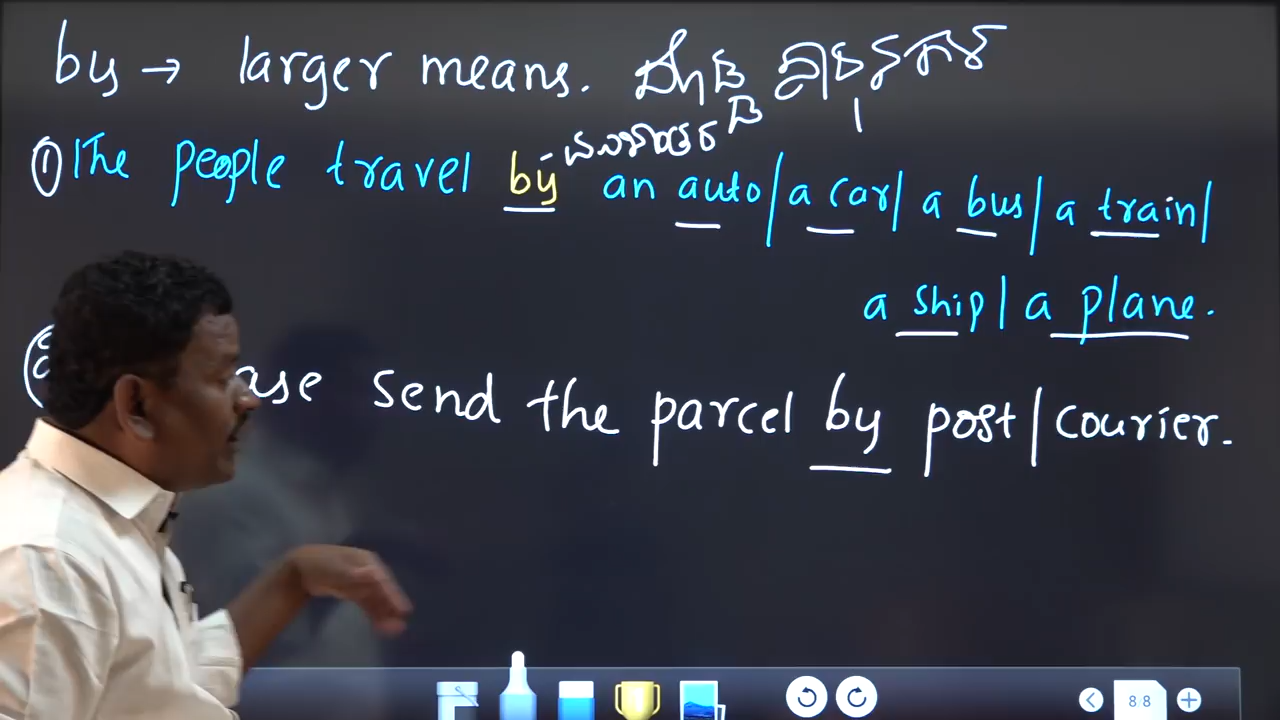 by → larger means.
① The people travel by an auto/a car/ a bus/ a train/
a ship/ a plane.
send the parcel by post/courier.
88